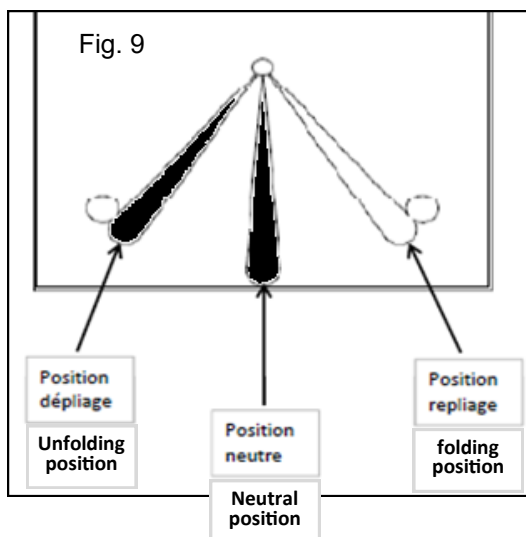 Fig. 9
Position
dépliage
Unfolding
position
Position
neutre
Neutral
position
Position
repliage
folding
position